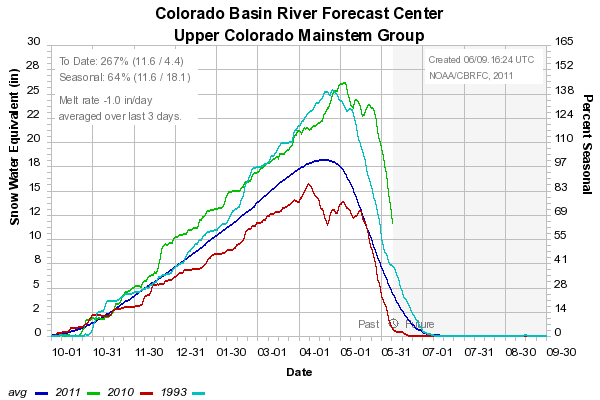 Colorado Basin River Forecast Center
Upper Colorado Mainstem Group
To Date: 267% (11.6 / 4.4)
Seasonal: 64% (11.6 / 18.1)
Melt rate -1.0 in/day
averaged over last 3 days.
Created 06/09.16:24 UTC
NOAA/CBRFC, 2011
Snow Water Equivalent (in)
30
28
25
22
20
18
15
12
10
8
5
2
0
Percent Seasonal
165
152
138
124
110
97
83
69
55
41
28
14
0
Past
Future
10-01 10-31 11-30 12-31 01-30 03-01 04-01 05-01 05-31 07-01 07-31 08-30 09-30
Date
avg 2011 2010 1993